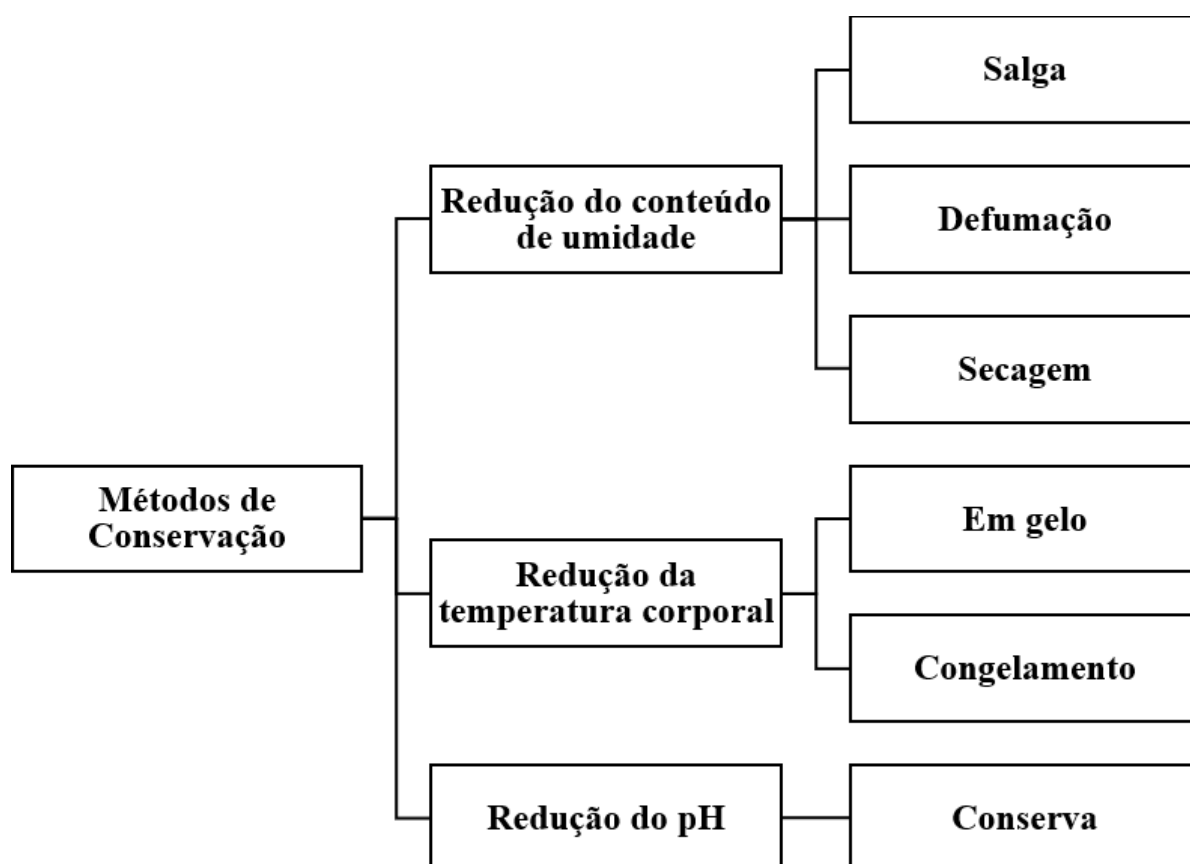 Salga
Redução do conteúdo
de umidade
Defumação
Secagem
Métodos de
Conservação
Em gelo
Redução da
temperatura corporal
Congelamento
Redução do pH
Conserva